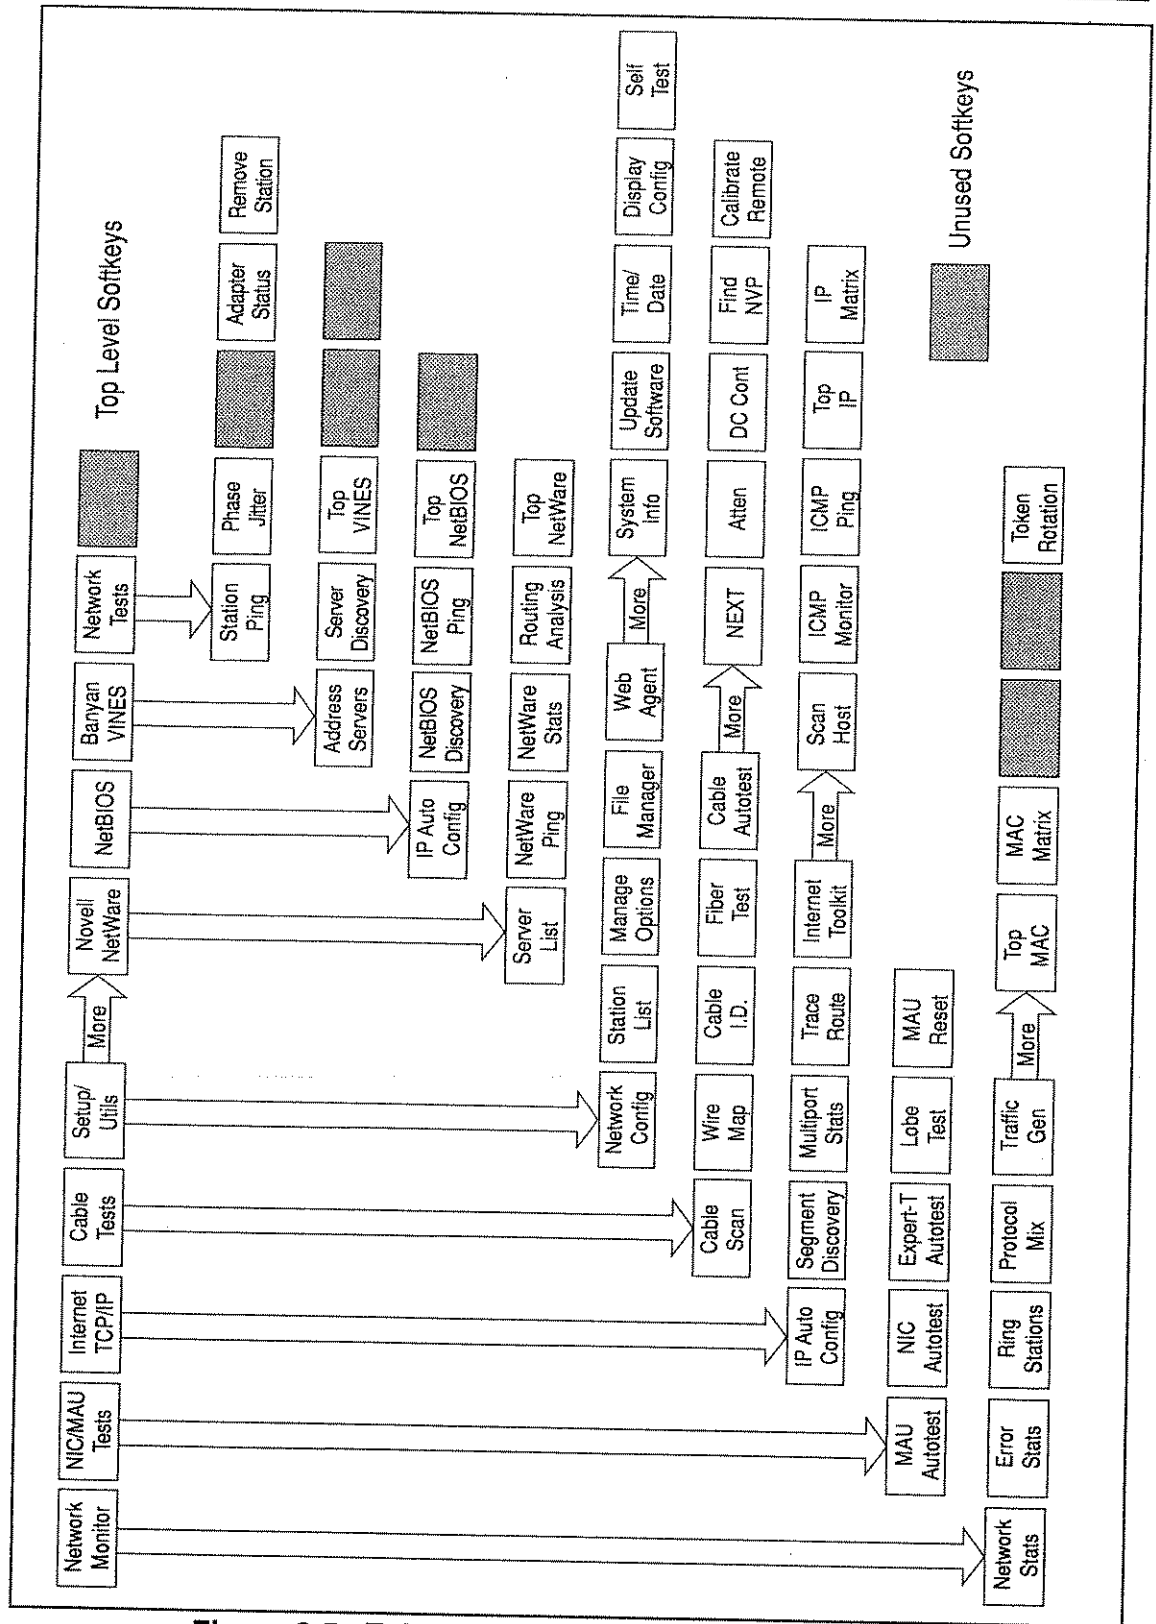 Top Level Softkeys
Network
Monitor
NIC/MAU
Tests
Internet
TCP/IP
Cable
Tests
Setup/
Utils
More
Novell
NetWare
NetBIOS
Banyan
VINES
Network
Tests
Station
Ping
Phase
Jitter
Adapter
Status
Remove
Station
Address
Servers
Server
Discovery
Top
VINES
IP Auto
Config
NetBIOS
Discovery
NetBIOS
Ping
Top
NetBIOS
Server
List
NetWare
Ping
NetWare
Stats
Routing
Analysis
Top
NetWare
Network
Config
Station
List
Manage
Options
File
Manager
Web
Agent
More
System
Info
Update
Software
Time/
Date
Display
Config
Self
Test
Cable
Scan
Wire
Map
Cable
I.D.
Fiber
Test
Cable
Autotest
More
NEXT
Atten
DC Cont
Find
NVP
Calibrate
Remote
IP Auto
Config
Segment
Discovery
Multiport
Stats
Trace
Route
Internet
Toolkit
More
Scan
Host
ICMP
Monitor
ICMP
Ping
Top
IP
IP
Matrix
MAU
Autotest
NIC
Autotest
Expert-T
Autotest
Lobe
Test
MAU
Reset
Unused Softkeys
Network
Stats
Error
Stats
Ring
Stations
Protocol
Mix
Traffic
Gen
More
Top
MAC
MAC
Matrix
Token
Rotation